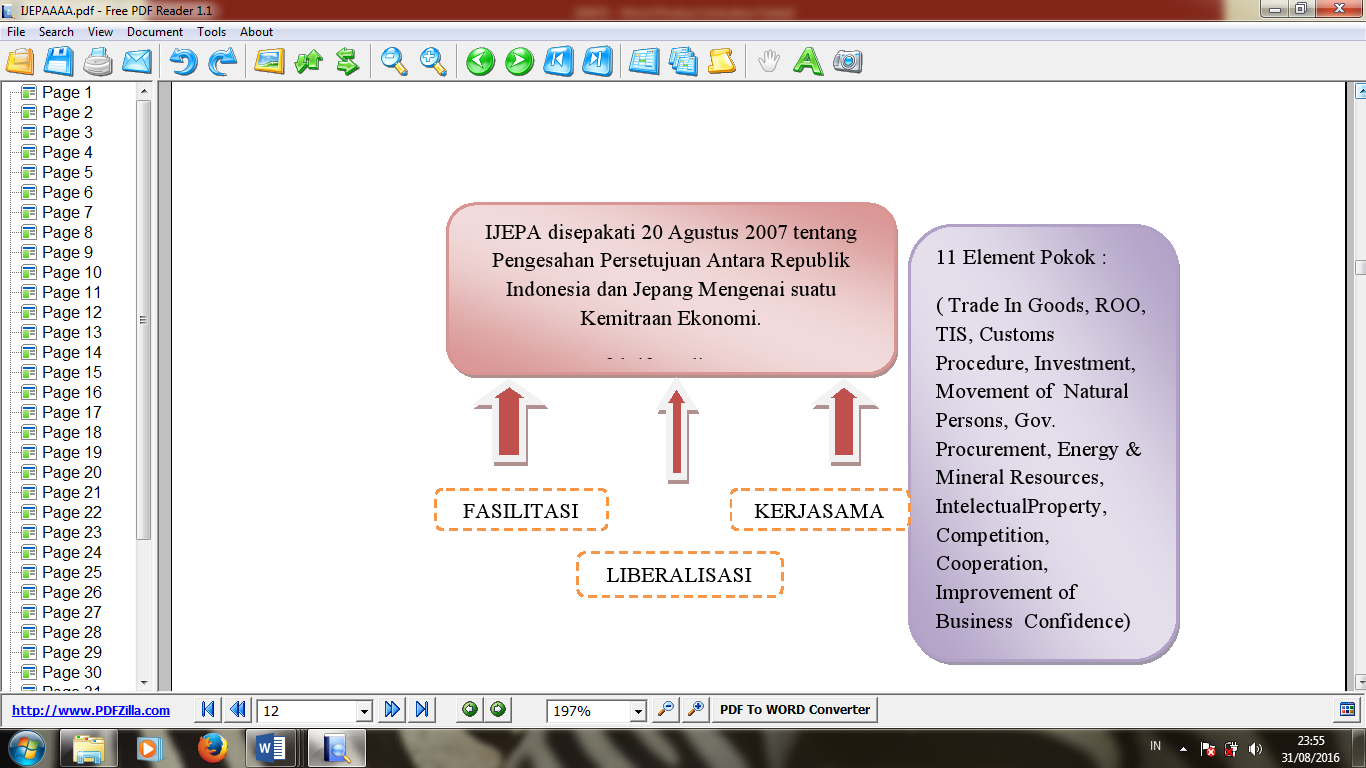 IJEPAAAA.pdf - Free PDF Reader 1.1
File Search View Document Tools About
Page 1
Page 2
Page 3
Page 4
Page 5
Page 6
Page 7
Page 8
Page 9
Page 10
Page 11
Page 12
Page 13
Page 14
Page 15
Page 16
Page 17
Page 18
Page 19
Page 20
Page 21
Page 22
Page 23
Page 24
Page 25
Page 26
Page 27
Page 28
Page 29
Page 30
IJEPA disepakati 20 Agustus 2007 tentang
Pengesahan Persetujuan Antara Republik
Indonesia dan Jepang Mengenai suatu
Kemitraan Ekonomi.
FASILITASI
KERJASAMA
LIBERALISASI
11 Element Pokok :
( Trade In Goods, ROO,
TIS, Customs
Procedure, Investment,
Movement of Natural
Persons, Gov.
Procurement, Energy &
Mineral Resources,
IntelectualProperty,
Competition,
Cooperation,
Improvement of
Business Confidence)
http://www.PDFZilla.com
12
197%
PDF To WORD Converter
IN
23:55
31/08/2016